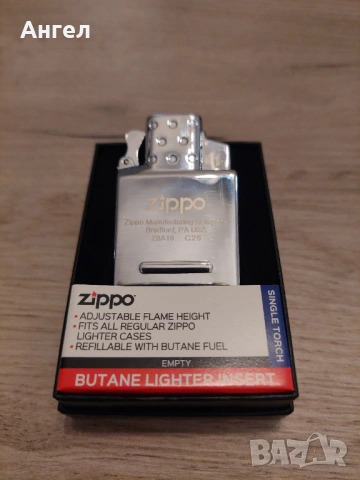 Ангел
zippo
Zippo Manufacturing
Bradford, PA USA
zippo
• ADJUSTABLE FLAME HEIGHT
• FITS ALL REGULAR ZIPPO
LIGHTER CASES
• REFILLABLE WITH BUTANE FUEL
EMPTY
BUTANE LIGHTER INSERT
SINGLE TORCH
BAZAR